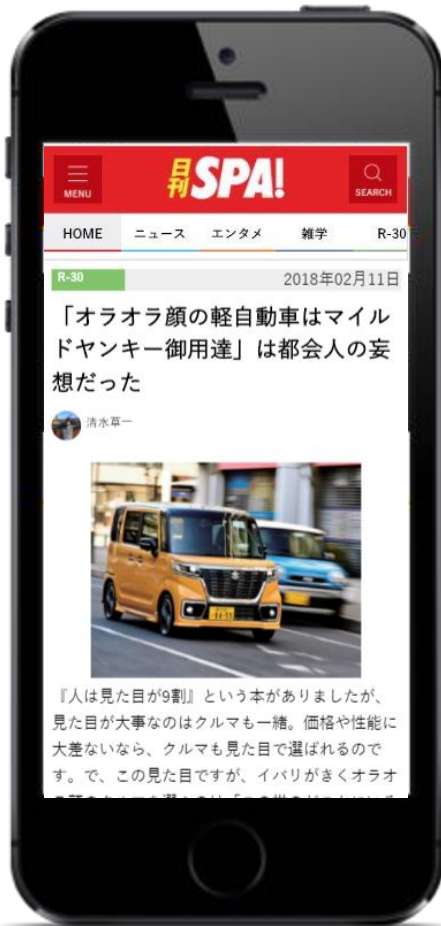 MENU
日刊SPA!
SEARCH
HOME ニュース エンタメ 雑学 R-30
R-30 2018年02月11日
「オラオラ顔の軽自動車はマイル
ドヤンキー御用達」は都会人の妄
想だった
清水草一
『人は見た目が9割』という本がありましたが、
見た目が大事なのはクルマも一緒。価格や性能に
大差ないなら、クルマも見た目で選ばれるので
す。で、この見た目ですが、イバリがきくオラオ